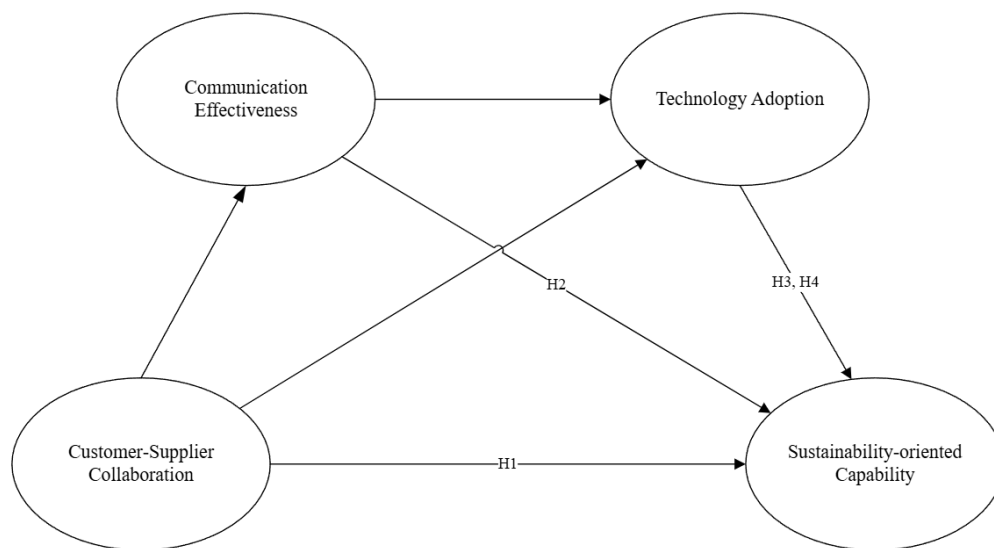 Communication
Effectiveness
Technology Adoption
H2
H3, H4
Customer-Supplier
Collaboration
H1
Sustainability-oriented
Capability